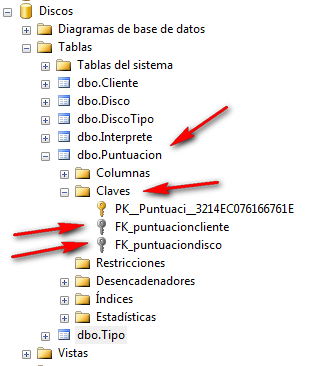 Discos
Diagramas de base de datos
Tablas
Tablas del sistema
dbo.Cliente
dbo.Disco
dbo.DiscoTipo
dbo.Interprete
dbo.Puntuacion
Columnas
Claves
PK__Puntuaci__3214EC076166761E
FK_puntuacioncliente
FK_puntuaciondisco
Restricciones
Desencadenadores
Índices
Estadísticas
dbo.Tipo
Vistas